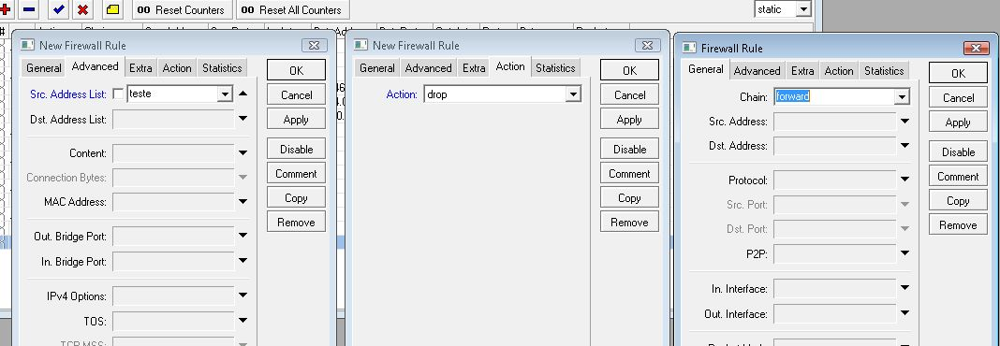 00 Reset Counters 00 Reset All Counters static
#
New Firewall Rule
General Advanced Extra Action Statistics
Src. Address List: teste
Dst. Address List:
Content:
Connection Bytes:
MAC Address:
Out. Bridge Port:
In. Bridge Port:
IPv4 Options:
TOS:
TCP MSS:
OK
Cancel
Apply
Disable
Comment
Copy
Remove
New Firewall Rule
General Advanced Extra Action Statistics
Action: drop
OK
Cancel
Apply
Disable
Comment
Copy
Remove
Firewall Rule
General Advanced Extra Action Statistics
Chain: forward
Src. Address:
Dst. Address:
Protocol:
Src. Port:
Dst. Port:
P2P:
In. Interface:
Out. Interface:
OK
Cancel
Apply
Disable
Comment
Copy
Remove